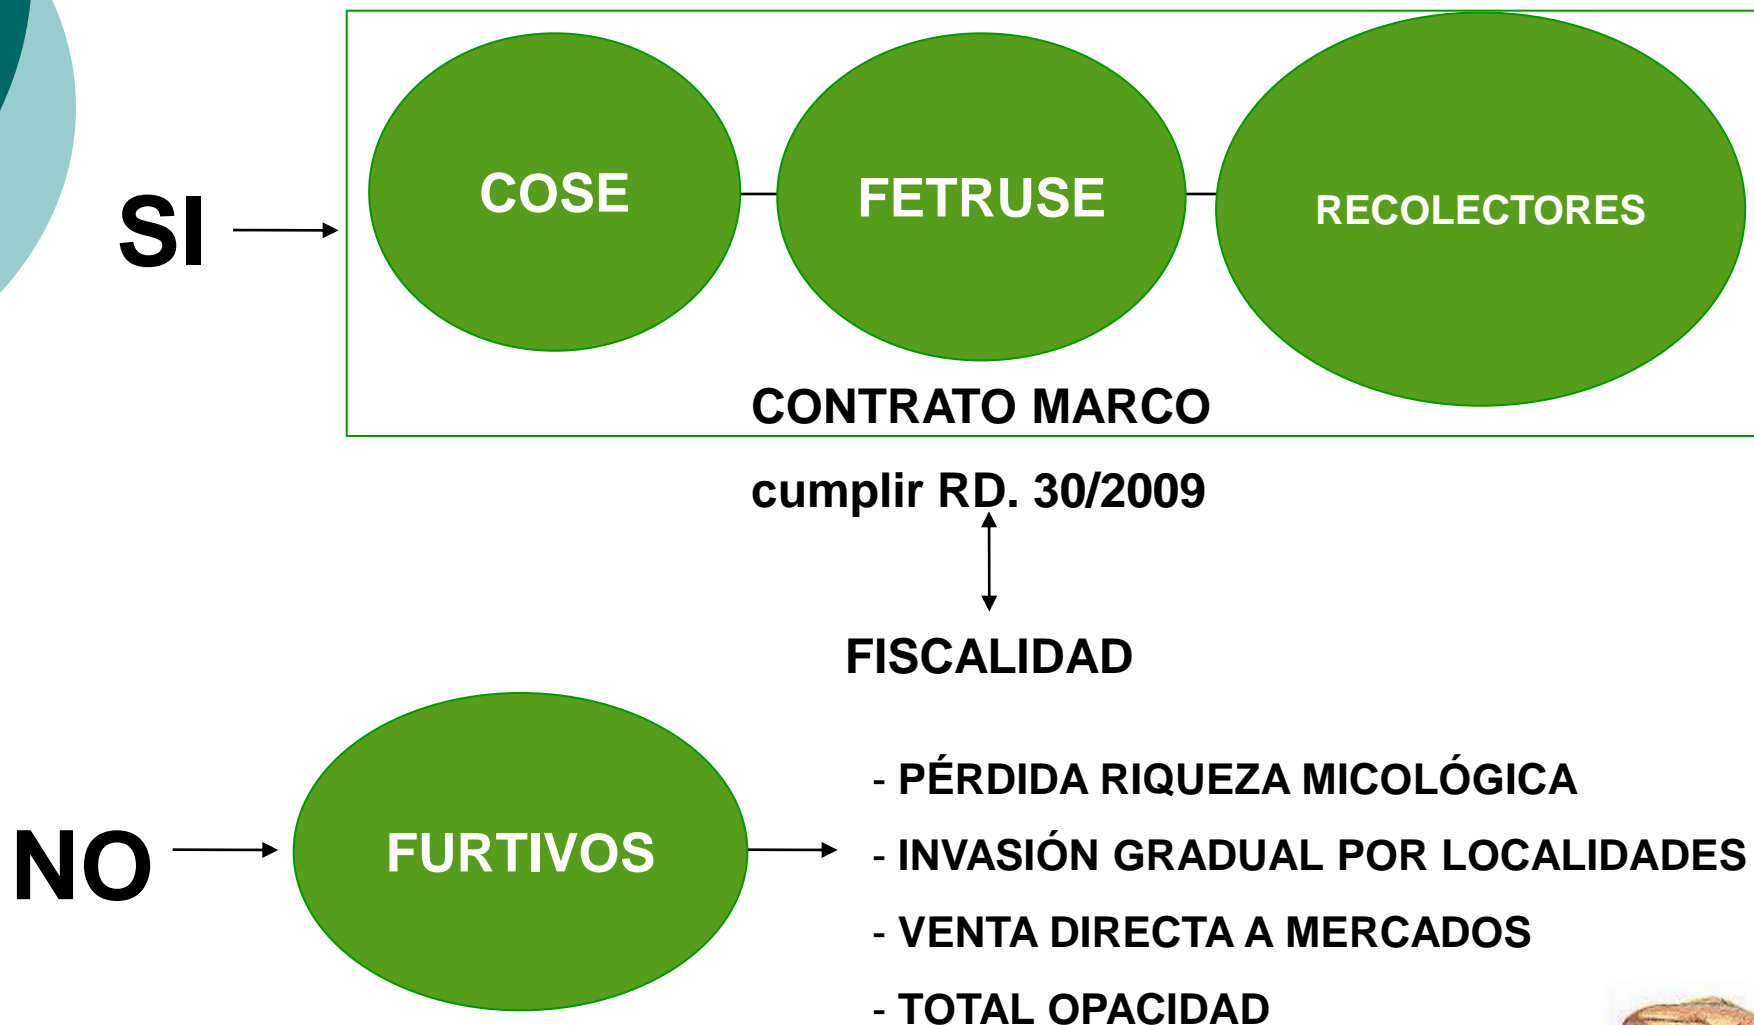 SI
COSE
FETRUSE
RECOLECTORES
CONTRATO MARCO
cumplir RD. 30/2009
FISCALIDAD
NO
FURTIVOS
- PÉRDIDA RIQUEZA MICOLÓGICA
- INVASIÓN GRADUAL POR LOCALIDADES
- VENTA DIRECTA A MERCADOS
- TOTAL OPACIDAD